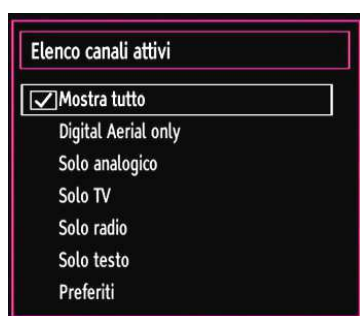 Elenco canali attivi
Mostra tutto
Digital Aerial only
Solo analogico
Solo TV
Solo radio
Solo testo
Preferiti